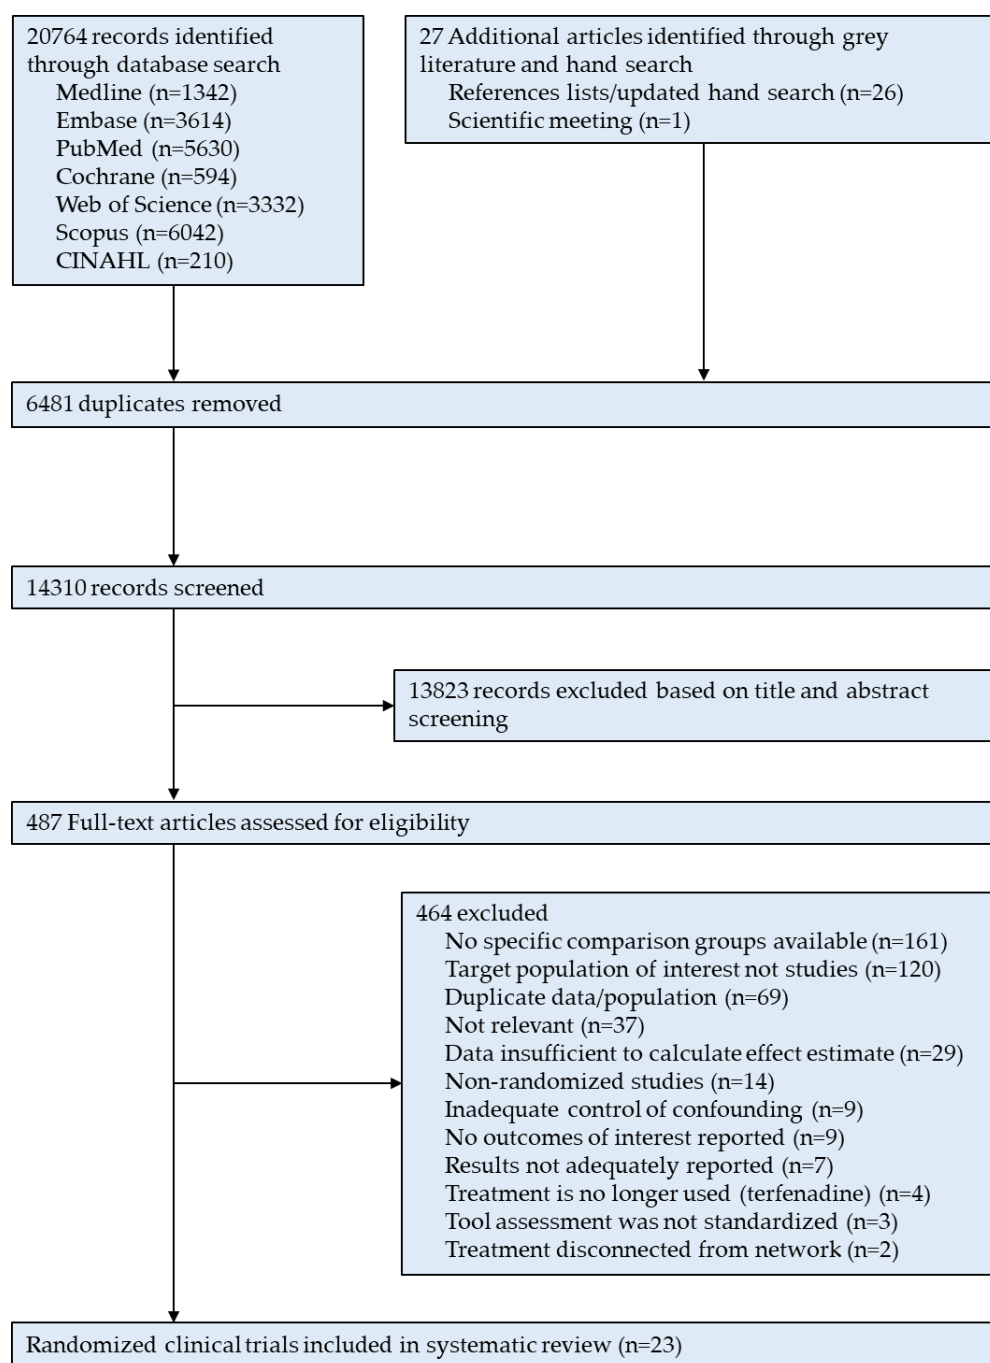 20764 records identified
through database search
Medline (n=1342)
Embase (n=3614)
PubMed (n=5630)
Cochrane (n=594)
Web of Science (n=3332)
Scopus (n=6042)
CINAHL (n=210)
27 Additional articles identified through grey
literature and hand search
References lists/updated hand search (n=26)
Scientific meeting (n=1)
6481 duplicates removed
14310 records screened
13823 records excluded based on title and abstract
screening
487 Full-text articles assessed for eligibility
464 excluded
No specific comparison groups available (n=161)
Target population of interest not studies (n=120)
Duplicate data/population (n=69)
Not relevant (n=37)
Data insufficient to calculate effect estimate (n=29)
Non-randomized studies (n=14)
Inadequate control of confounding (n=9)
No outcomes of interest reported (n=9)
Results not adequately reported (n=7)
Treatment is no longer used (terfenadine) (n=4)
Tool assessment was not standardized (n=3)
Treatment disconnected from network (n=2)
Randomized clinical trials included in systematic review (n=23)